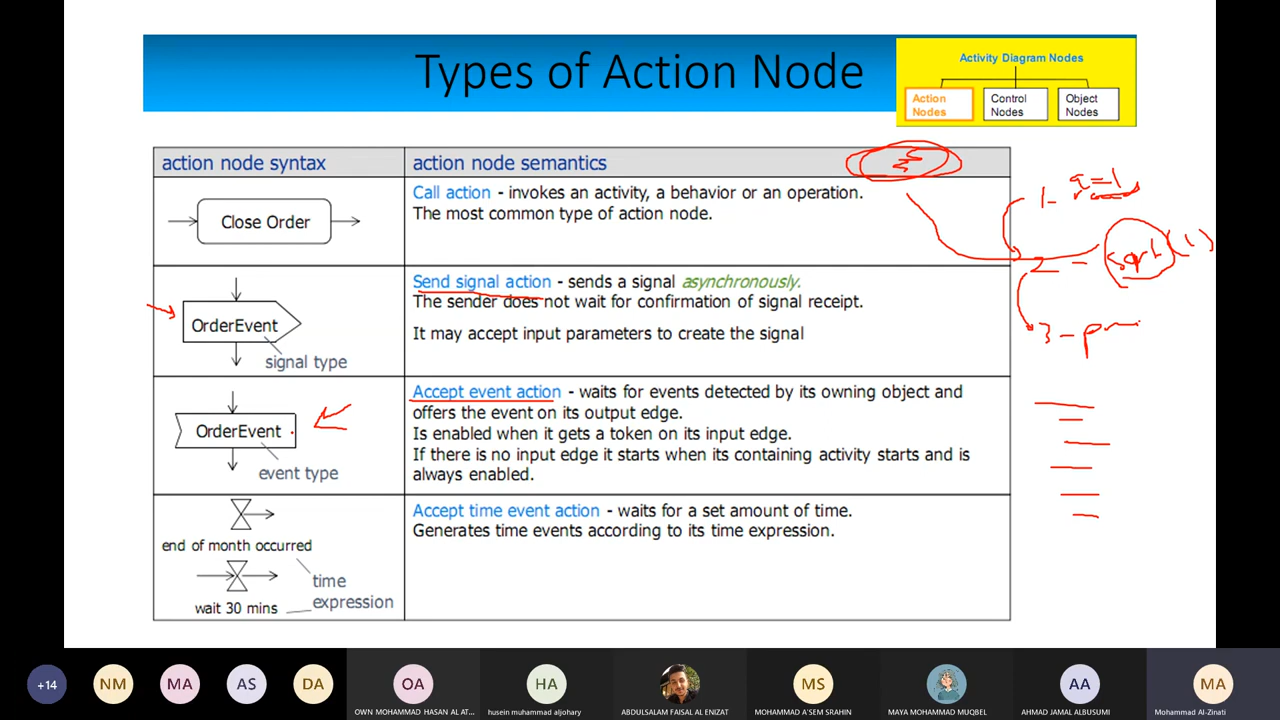 Types of Action Node
Activity Diagram Nodes
Action Nodes
Control Nodes
Object Nodes
action node syntax
action node semantics
Close Order
Call action - invokes an activity, a behavior or an operation.
The most common type of action node.
OrderEvent
signal type
Send signal action - sends a signal asynchronously.
The sender does not wait for confirmation of signal receipt.
It may accept input parameters to create the signal
OrderEvent
event type
Accept event action - waits for events detected by its owning object and
offers the event on its output edge.
Is enabled when it gets a token on its input edge.
If there is no input edge it starts when its containing activity starts and is
always enabled.
end of month occurred
time
expression
wait 30 mins
Accept time event action - waits for a set amount of time.
Generates time events according to its time expression.
1-
2 - sqrt(1)
3-
+14
NM
MA
AS
DA
OA
OWN MOHAMMAD HASAN AL AT...
HA
husein muhammad aljohary
ABDULSALAM FAISAL AL ENIZAT
MS
MOHAMMAD A'SEM SRAHIN
MAYA MOHAMMAD MUQBEL
AA
AHMAD JAMAL ALBUSUMI
MA
Mohammad Al-Zinati